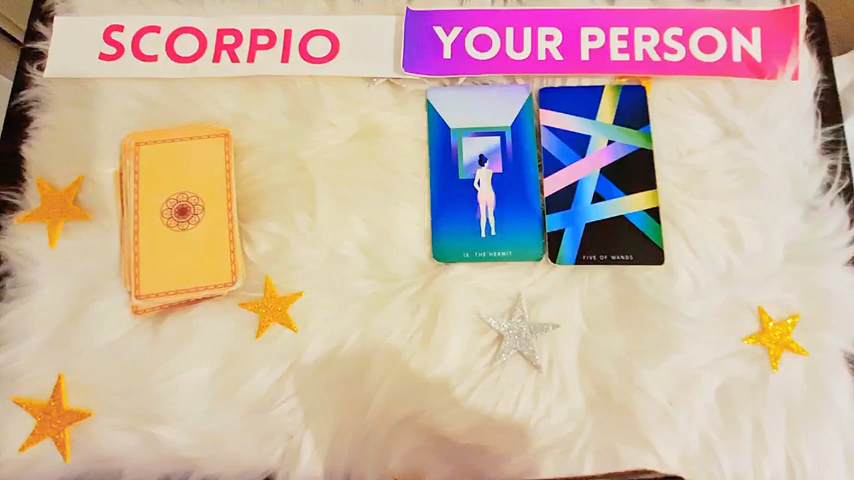 SCORPIO
YOUR PERSON
IX. THE HERMIT
FIVE OF WANDS